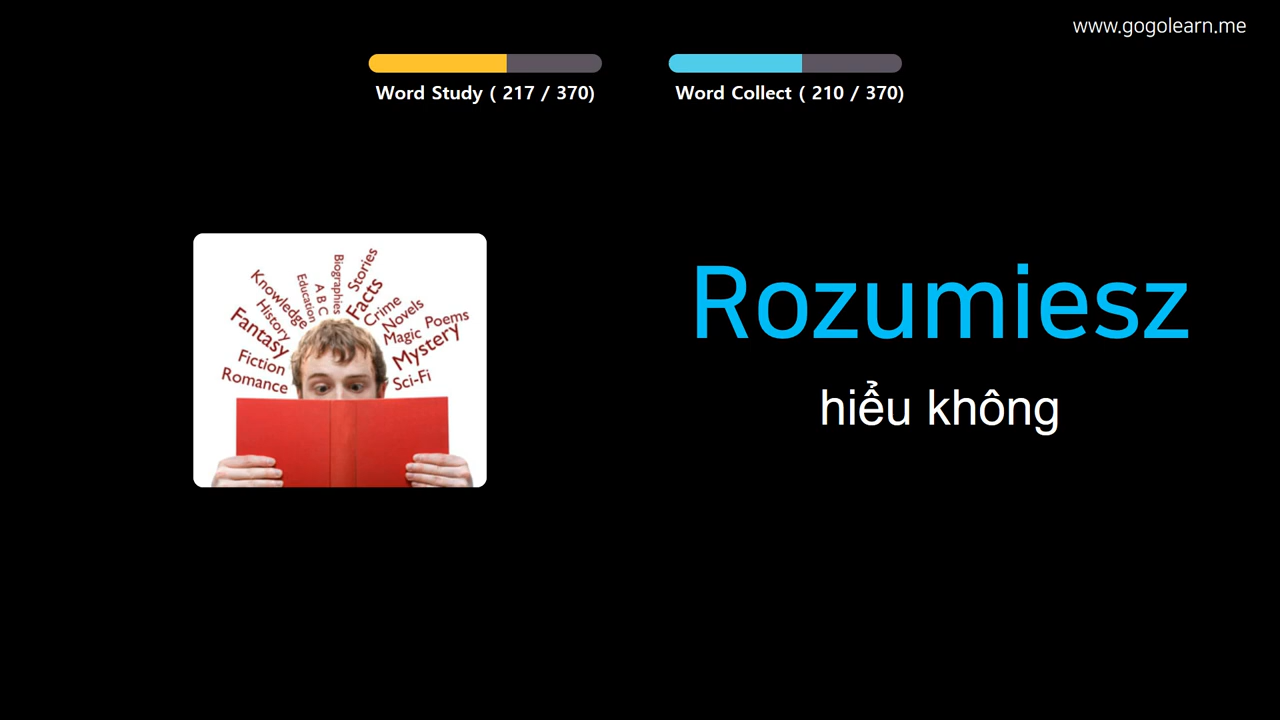 www.gogolearn.me
Word Study ( 217 / 370)
Word Collect ( 210 / 370)
Rozumiesz
hiểu không
Knowledge
History
Fantasy
Fiction
Romance
Education
A B C
Biographies
Stories
Facts
Crime
Novels
Magic
Poems
Mystery
Sci-Fi